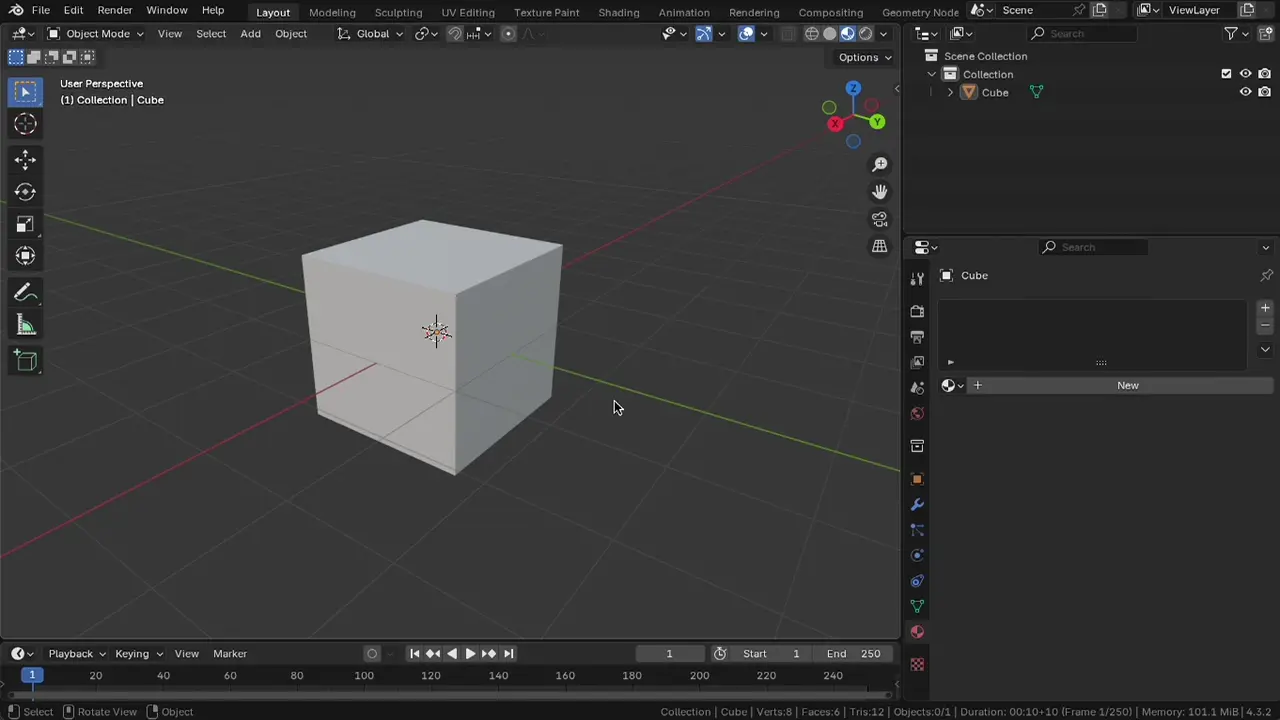 File Edit Render Window Help Layout Modeling Sculpting UV Editing Texture Paint Shading Animation Rendering Compositing Geometry Node Scene ViewLayer
Object Mode View Select Add Object Global Search
Options
User Perspective
(1) Collection | Cube
Z
X
Y
Scene Collection
Collection
Cube
Search
Cube
New
Playback Keying View Marker 1 Start 1 End 250
1 20 40 60 80 100 120 140 160 180 200 220 240
Select Rotate View Object Collection | Cube | Verts:8 | Faces:6 | Tris:12 | Objects:0/1 | Duration: 00:10+10 (Frame 1/250) | Memory: 101.1 MiB | 4.3.2